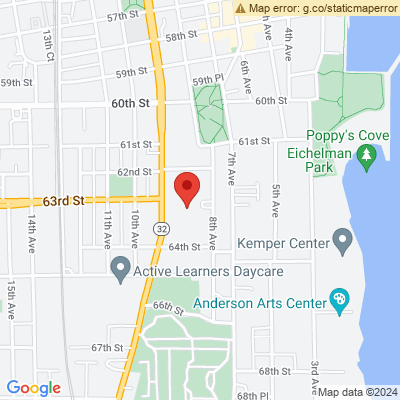 Map error: g.co/staticmaperror
57th St
58th St
13th Ct
59th St
59th Pl
4th Ave
6th Ave
60th St
60th St
61st St
61st St
Poppy's Cove
Eichelman
Park
62nd St
7th Ave
63rd St
5th Ave
14th Ave
11th Ave
10th Ave
32
8th Ave
Kemper Center
64th St
Active Learners Daycare
15th Ave
66th St
Anderson Arts Center
67th St
68th St
68th Pl
3rd Ave
Google
Map data ©2024